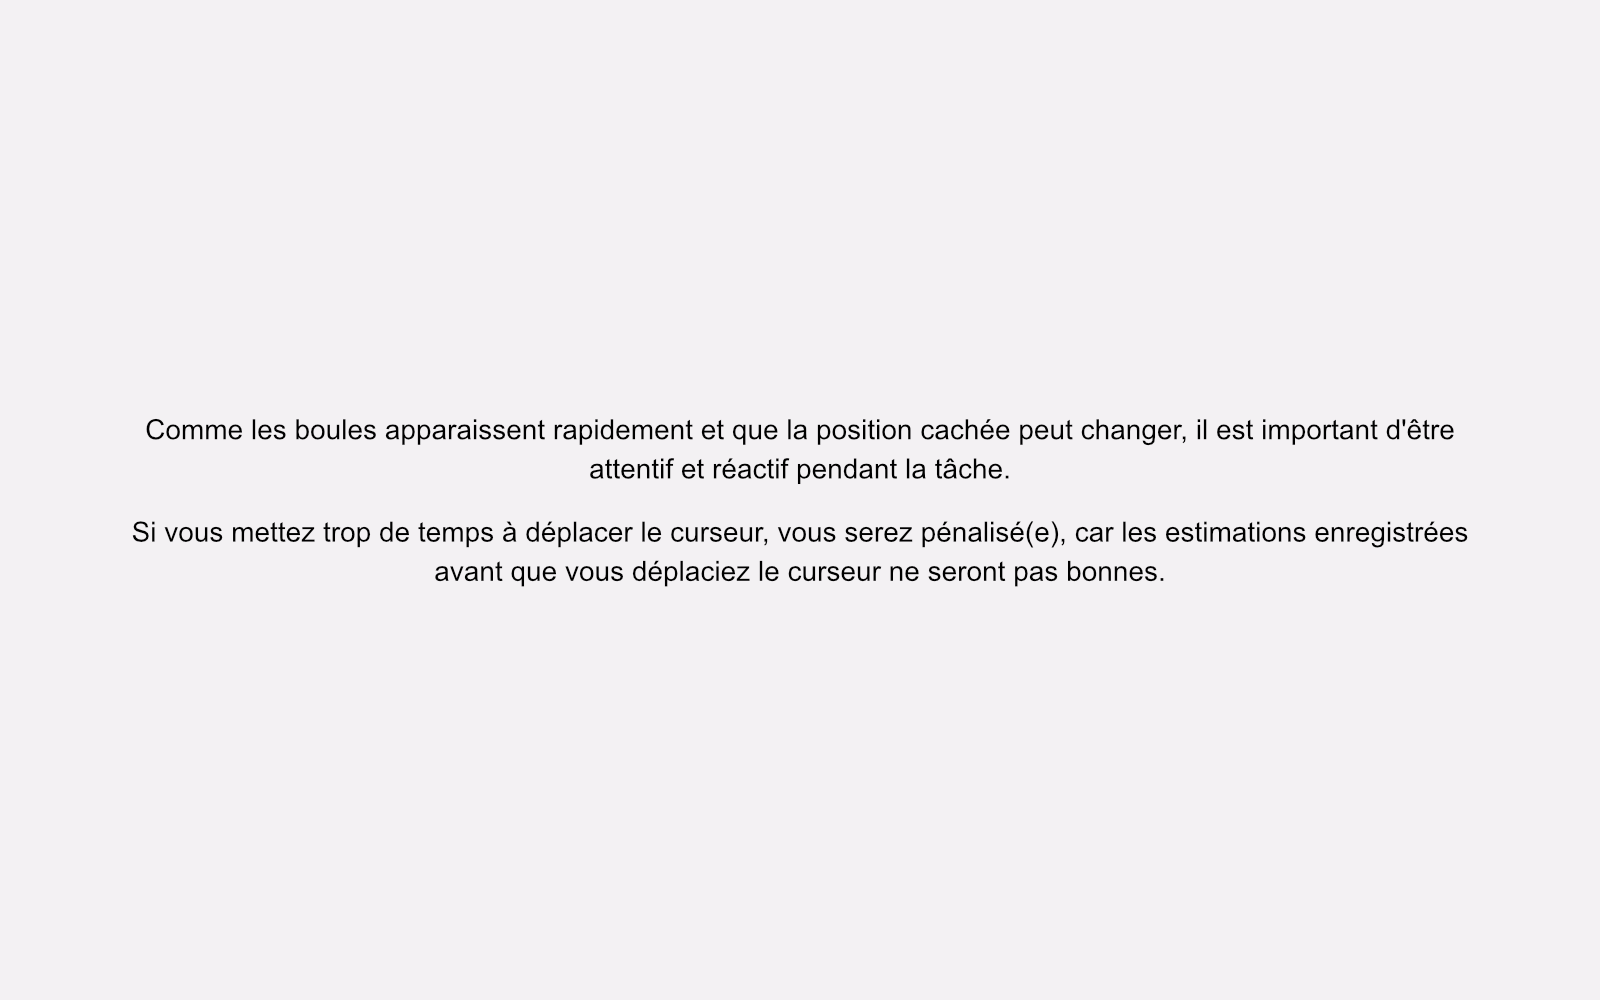 Comme les boules apparaissent rapidement et que la position cachée peut changer, il est important d'être
attentif et réactif pendant la tâche.
Si vous mettez trop de temps à déplacer le curseur, vous serez pénalisé(e), car les estimations enregistrées
avant que vous déplaciez le curseur ne seront pas bonnes.